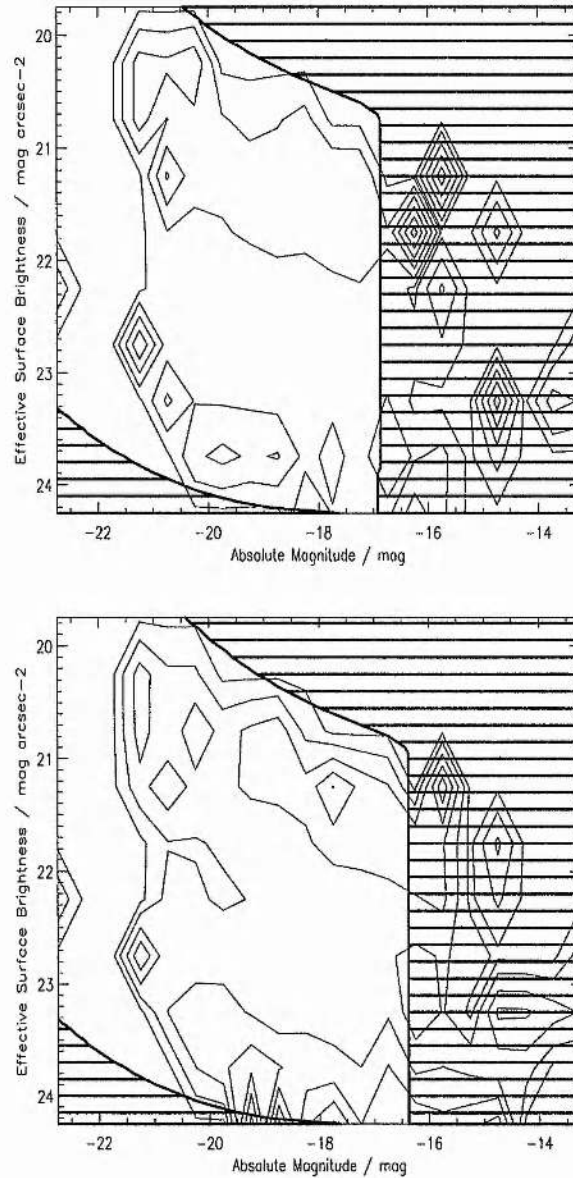 Effective Surface Brightness / mag arcsec-2
20
21
22
23
24
-22 -20 -18 -16 -14
Absolute Magnitude / mag
Effective Surface Brightness / mag arcsec-2
20
21
22
23
24
-22 -20 -18 -16 -14
Absolute Magnitude / mag